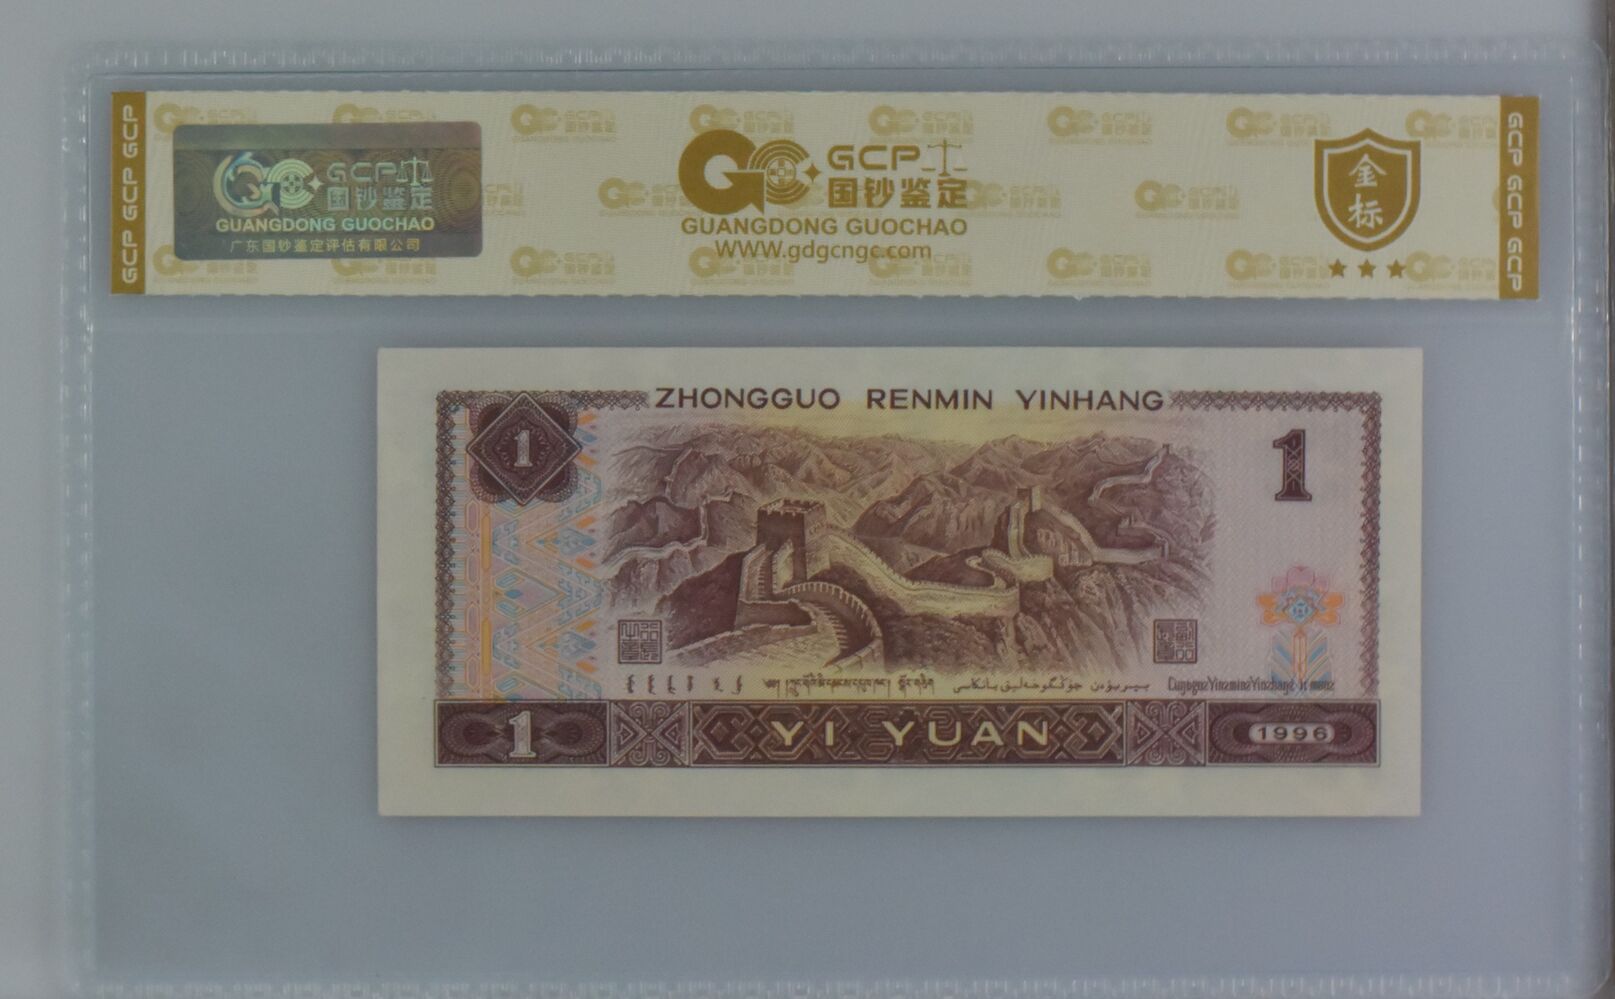 GCP GCP GCP
GCP
国钞鉴定
GUANGDONG GUOCHAO
广东国钞鉴定评估有限公司
GCP
国钞鉴定
GUANGDONG GUOCHAO
WWW.gdgcngc.com
金标
GCP GCP GCP
ZHONGGUO RENMIN YINHANG
1
1
1
YI YUAN
1996